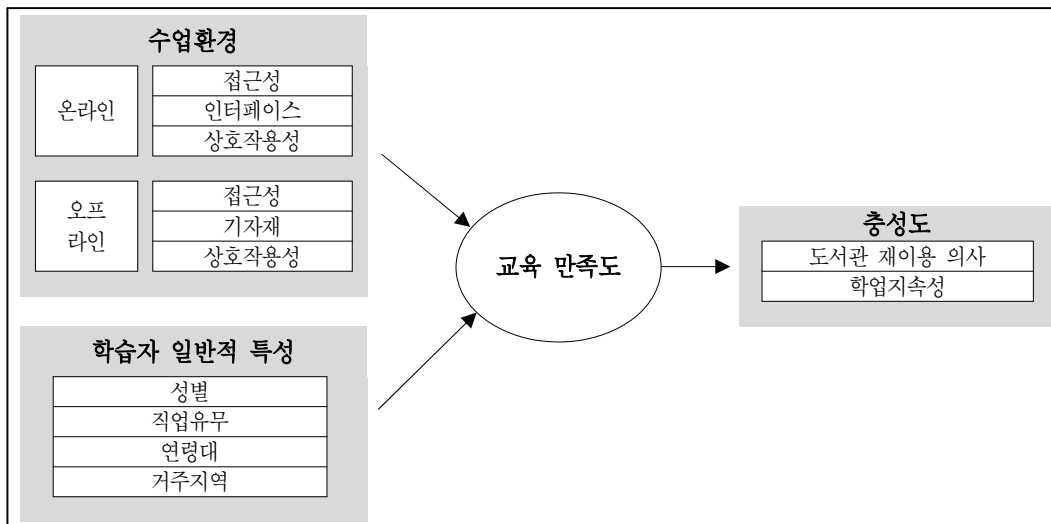 수업환경
온라인
접근성
인터페이스
상호작용성
오프
라인
접근성
기자재
상호작용성
학습자 일반적 특성
성별
직업유무
연령대
거주지역
교육 만족도
충성도
도서관 재이용 의사
학업지속성